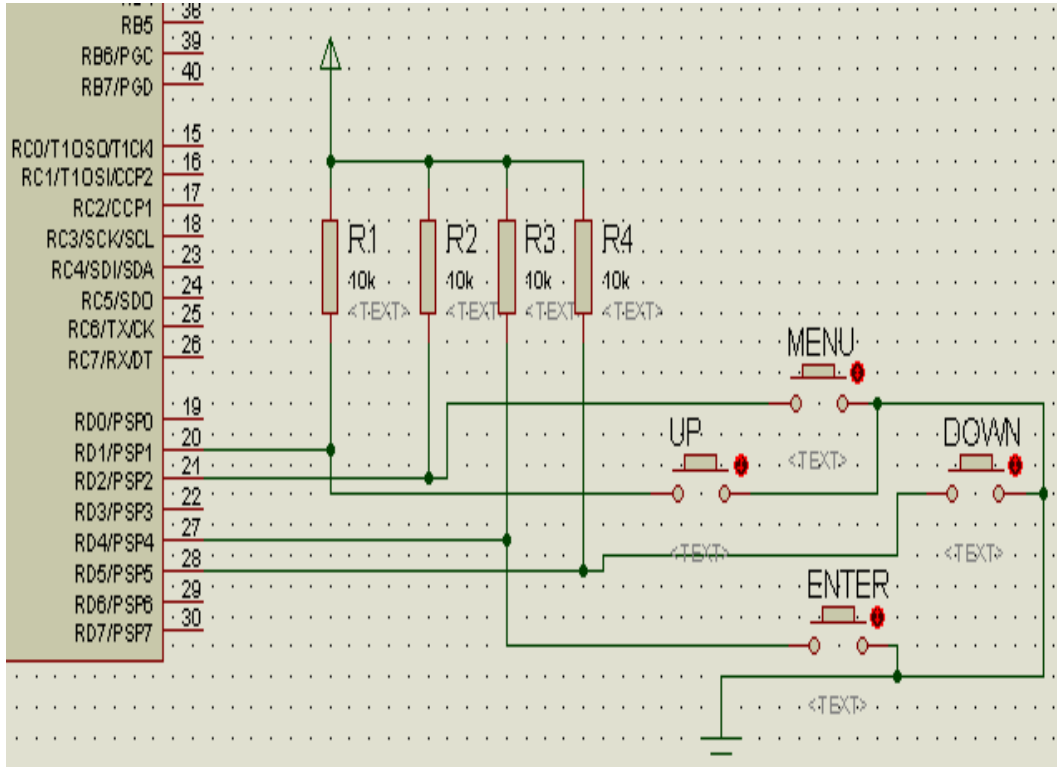 38
RB5
39
RB6/PGC
40
RB7/PGD
15
RC0/T1OSO/T1CKI
16
RC1/T1OSI/CCP2
17
RC2/CCP1
18
RC3/SCK/SCL
23
RC4/SDI/SDA
24
RC5/SDO
25
RC6/TX/CK
26
RC7/RX/DT
19
RD0/PSP0
20
RD1/PSP1
21
RD2/PSP2
22
RD3/PSP3
27
RD4/PSP4
28
RD5/PSP5
29
RD6/PSP6
30
RD7/PSP7
R1
10k
<TEXT>
R2
10k
<TEXT
R3
10k
<TEXT
R4
10k
<TEXT>
MENU
<TEXT>
UP
<TEXT>
DOWN
<TEXT>
ENTER
<TEXT>